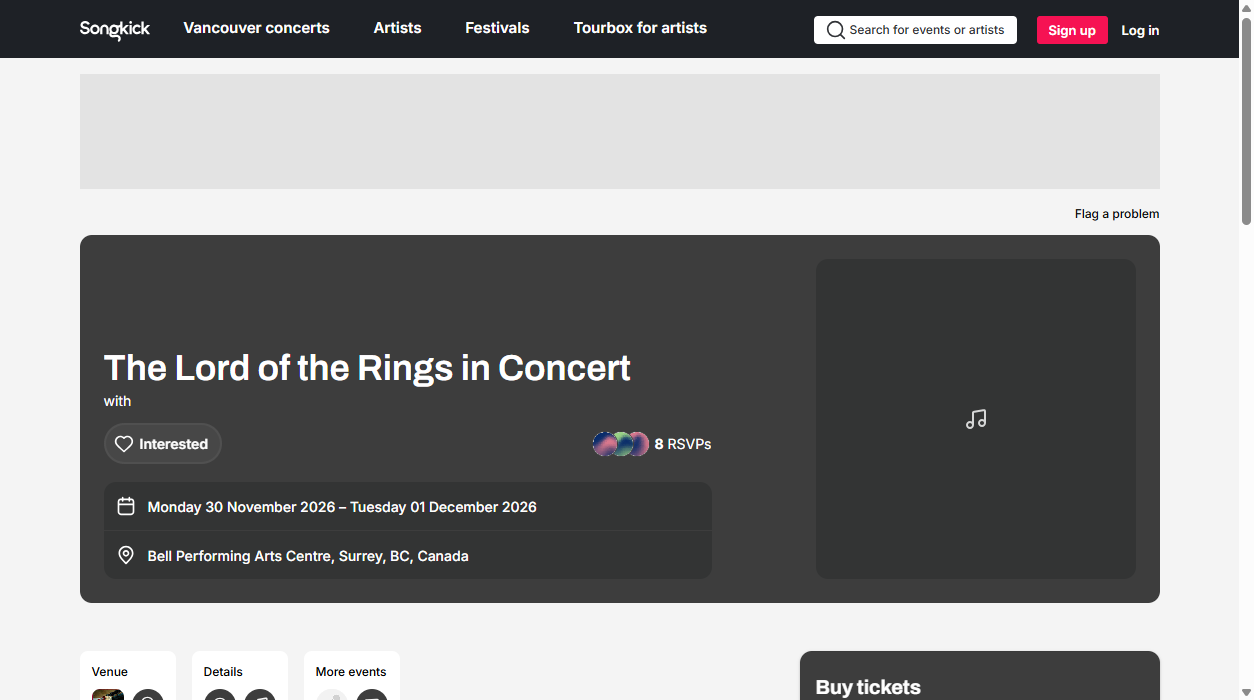 Songkick Vancouver concerts Artists Festivals Tourbox for artists Search for events or artists Sign up Log in
Flag a problem
The Lord of the Rings in Concert
with
Interested 8 RSVPs
Monday 30 November 2026 – Tuesday 01 December 2026
Bell Performing Arts Centre, Surrey, BC, Canada
Venue Details More events
Buy tickets